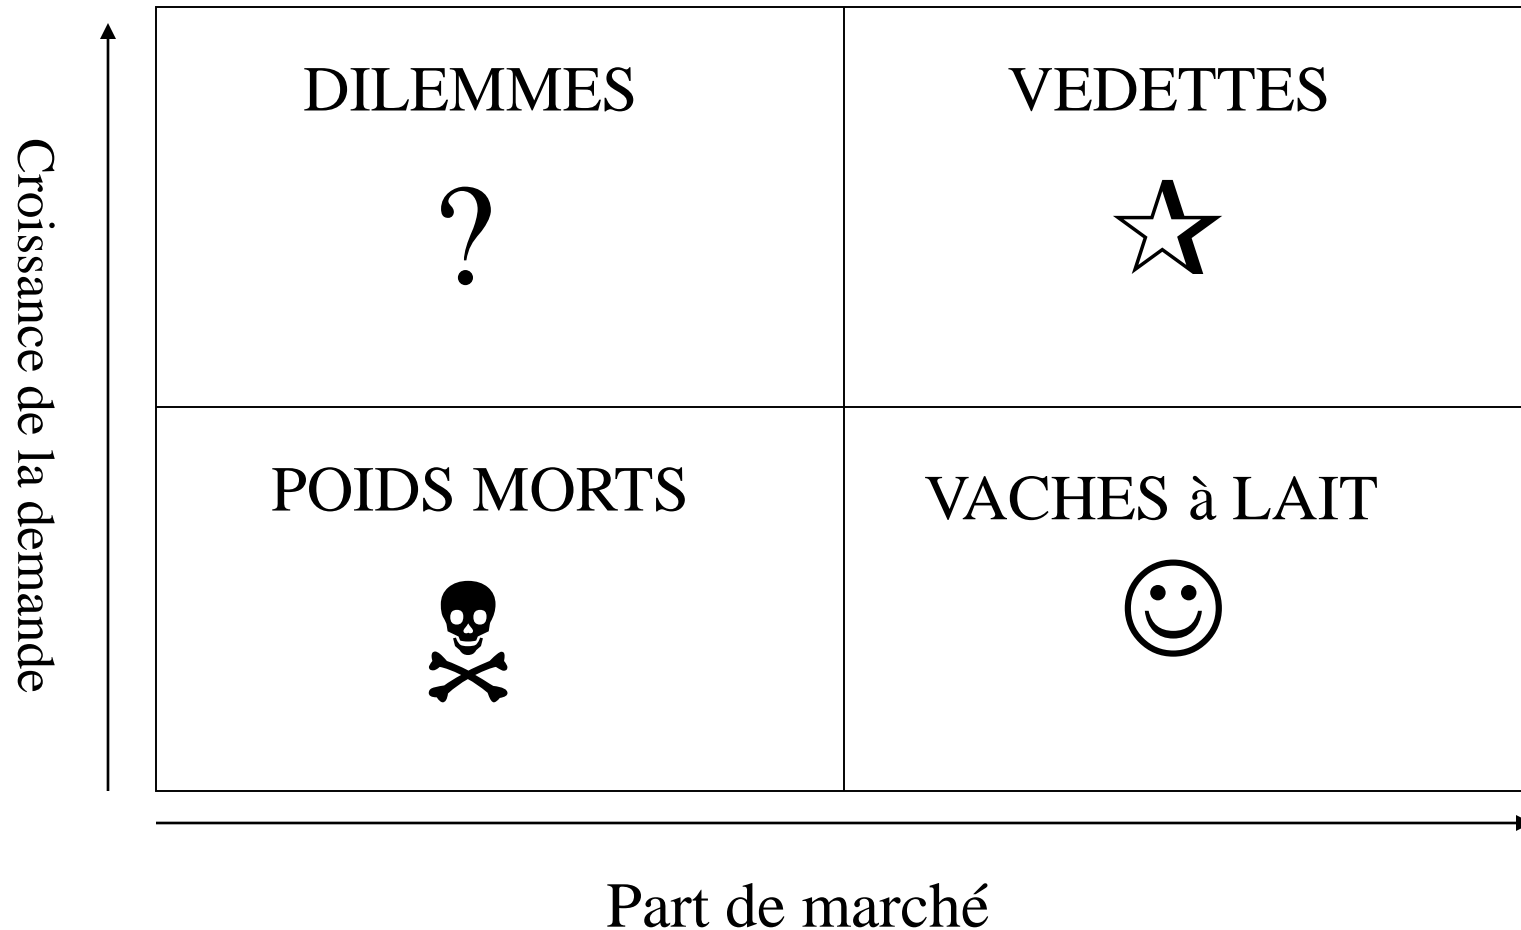 DILEMMES
VEDETTES
?
Croissance de la demande
POIDS MORTS
VACHES à LAIT
Part de marché